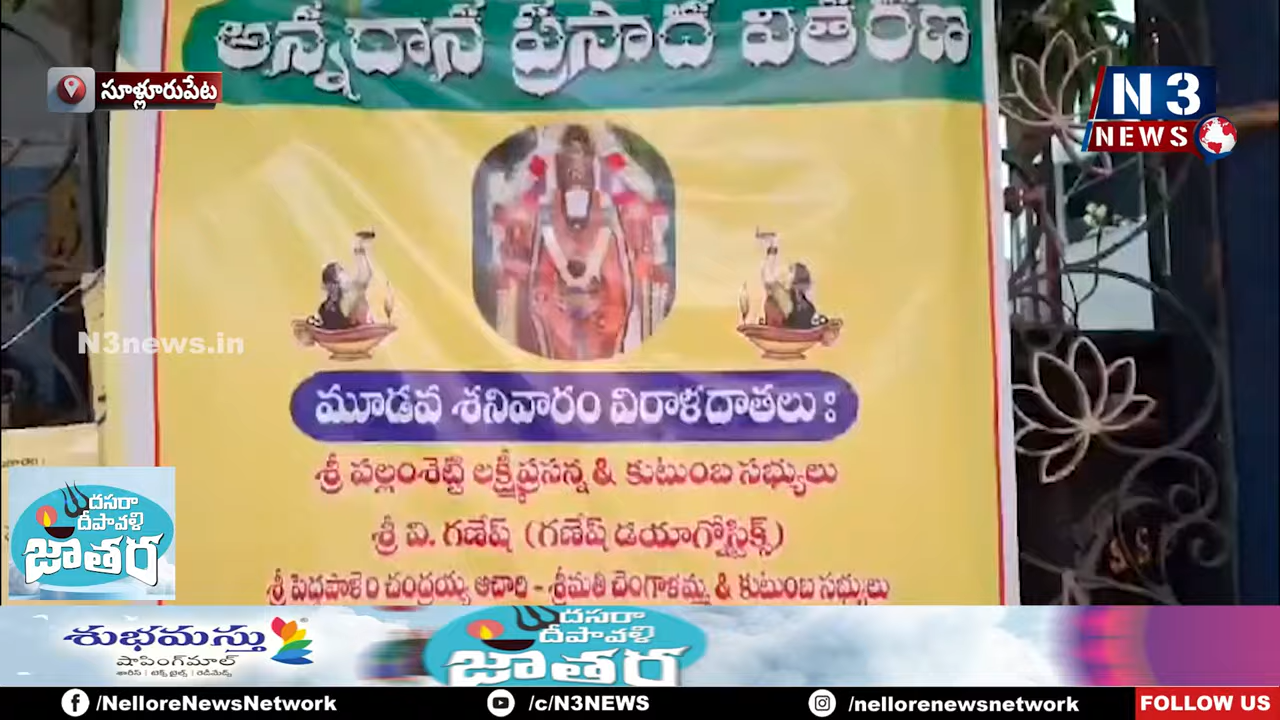 అన్నదాన ప్రసాద వితరణ
సూళ్లూరుపేట
N3
NEWS
N3news.in
మూడవ శనివారం విరాళదాతలు :
శ్రీ పల్లంశెట్టి లక్ష్మీప్రసన్న & కుటుంబ సభ్యులు
శ్రీ వి. గణేష్ (గణేష్ డయాగ్నోస్టిక్స్)
శ్రీ పెద్దపాళెం చంద్రయ్య ఆచారి - శ్రీమతి చెంగాళమ్మ & కుటుంబ సభ్యులు
దసరా
దీపావళి
జాతర
శుభమస్తు
షాపింగ్‌మాల్
శారీస్ | టెక్స్‌టైల్స్ | రెడీమేడ్స్
దసరా
దీపావళి
జాతర
/NelloreNewsNetwork
/c/N3NEWS
/nellorenewsnetwork
FOLLOW US